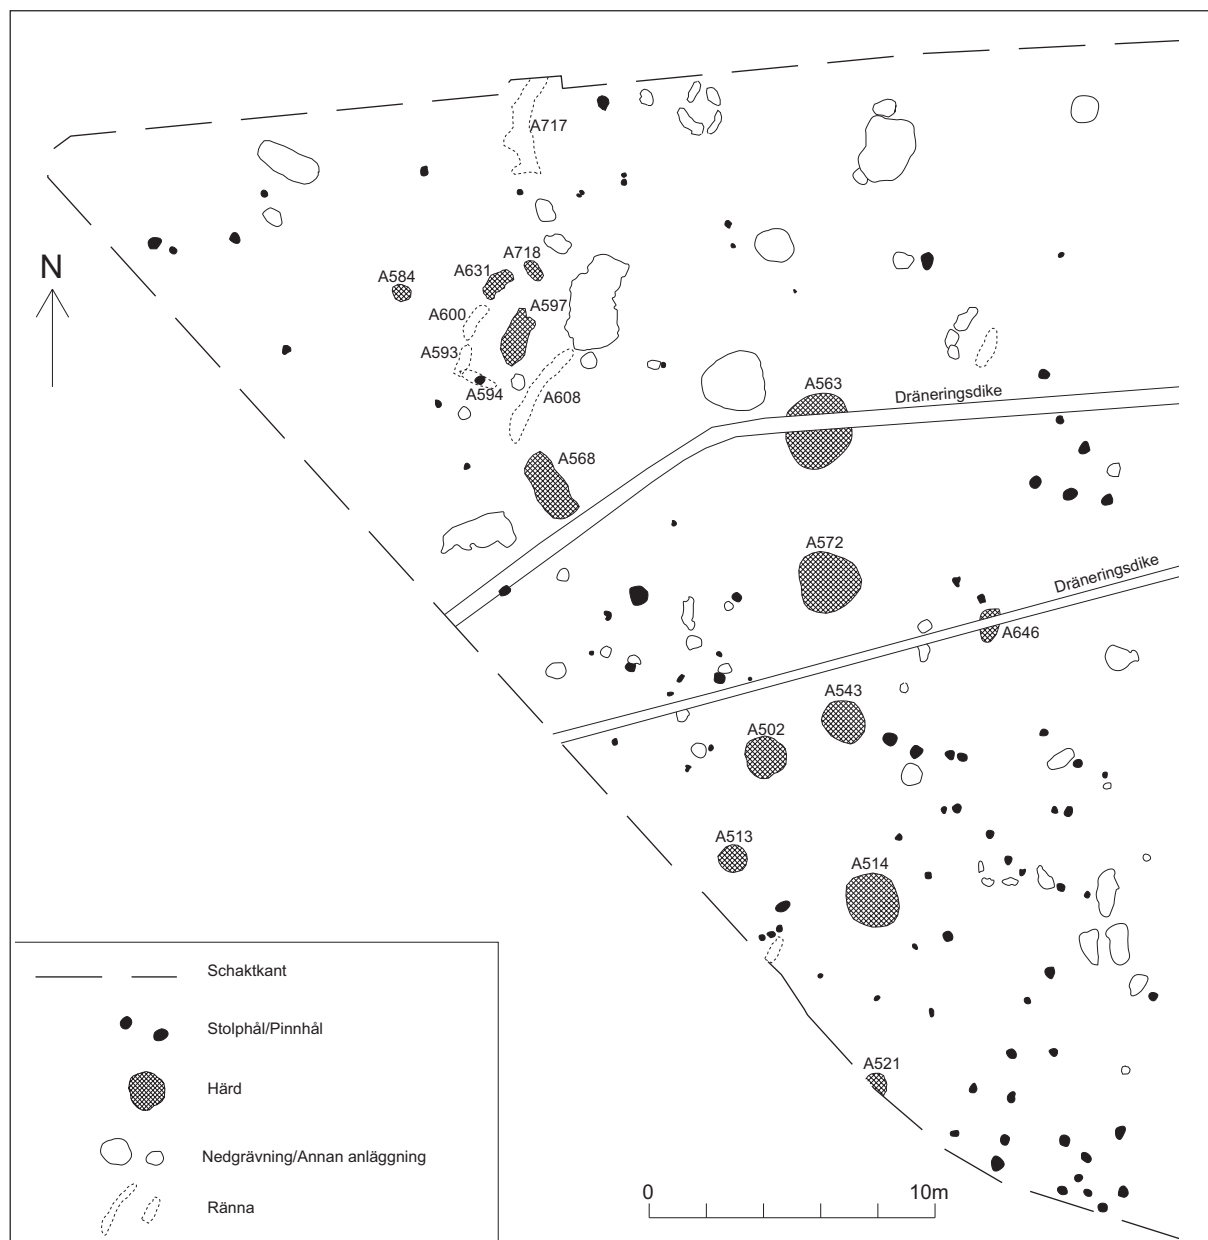 A717
N
A718
A631
A584
A597
A600
A593
A594
A608
A563
Dräneringsdike
A568
A572
Dräneringsdike
A646
A543
A502
A513
A514
A521
Schaktkant
Stolphål/Pinnhål
Härd
Nedgrävning/Annan anläggning
Ränna
0 10m